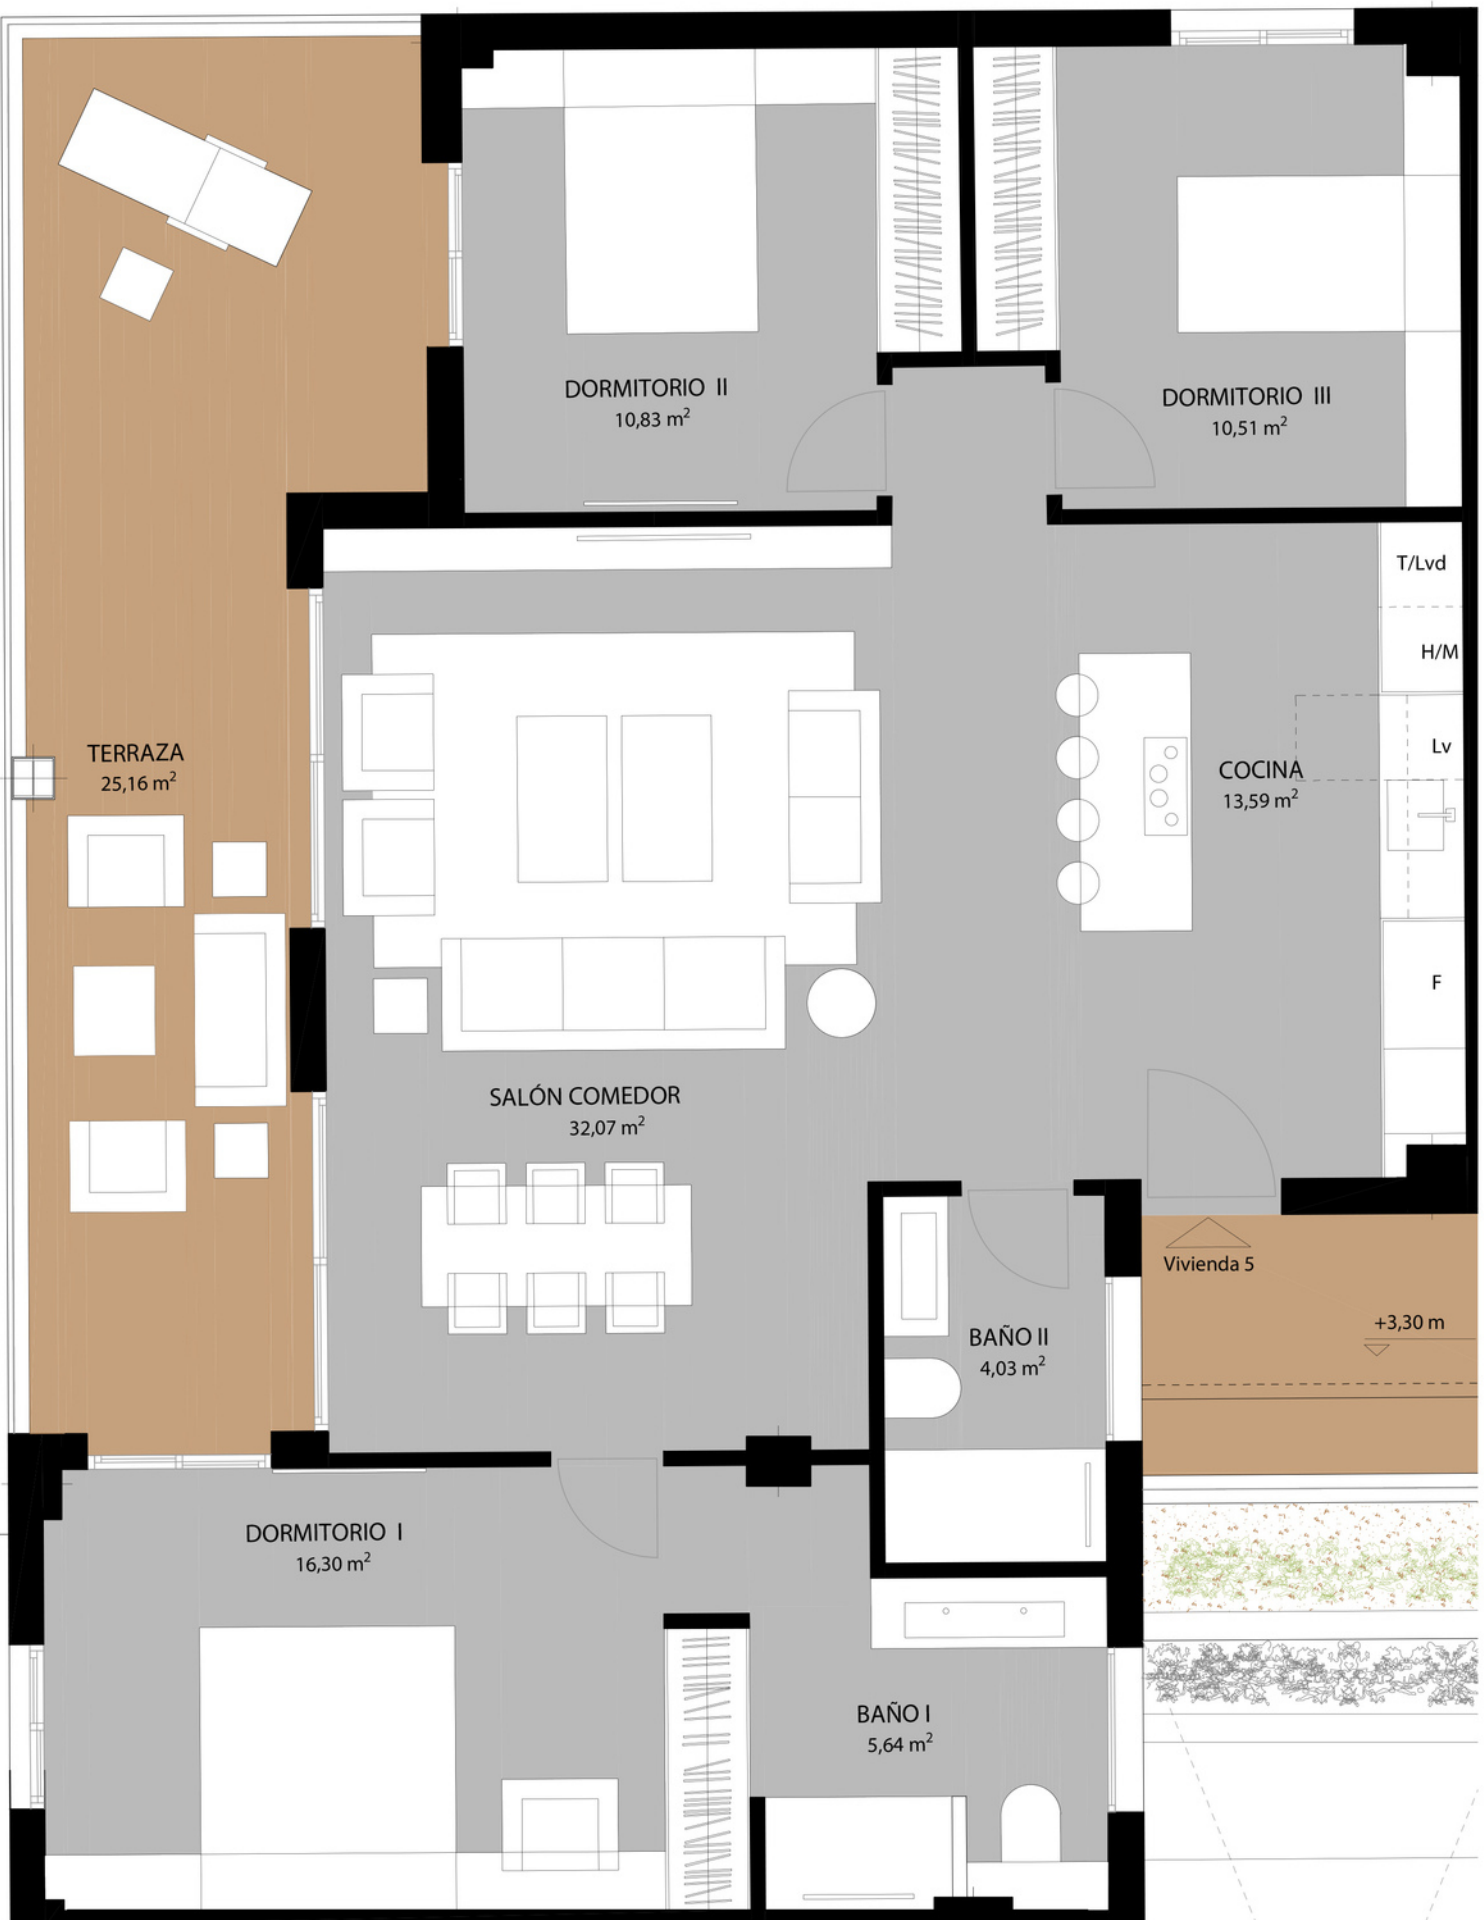 DORMITORIO II
10,83 m²
DORMITORIO III
10,51 m²
T/Lvd
H/M
Lv
TERRAZA
25,16 m²
COCINA
13,59 m²
F
SALÓN COMEDOR
32,07 m²
Vivienda 5
+3,30 m
BAÑO II
4,03 m²
DORMITORIO I
16,30 m²
BAÑO I
5,64 m²